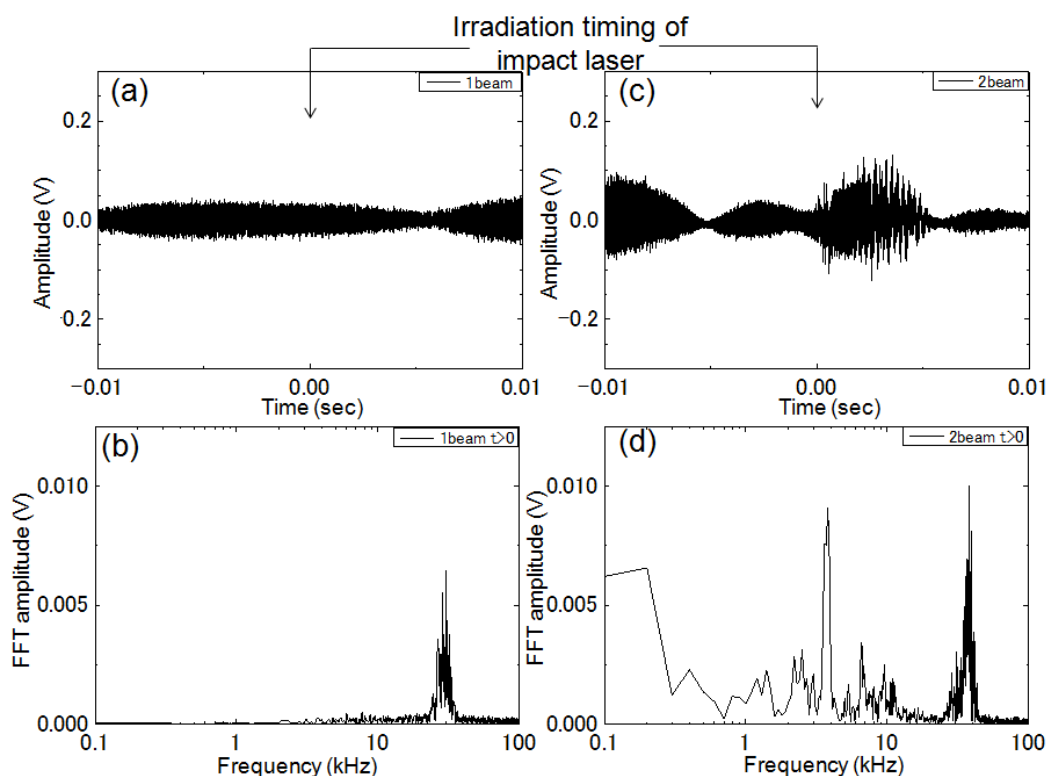 Irradiation timing of
impact laser
(a)
1beam
0.2
0.0
−0.2
Amplitude (V)
−0.01
0.00
0.01
Time (sec)
(c)
2beam
0.2
0.0
−0.2
Amplitude (V)
−0.01
0.00
0.01
Time (sec)
(b)
1beam t>0
0.010
0.005
0.000
FFT amplitude (V)
0.1
1
10
100
Frequency (kHz)
(d)
2beam t>0
0.010
0.005
0.000
FFT amplitude (V)
0.1
1
10
100
Frequency (kHz)